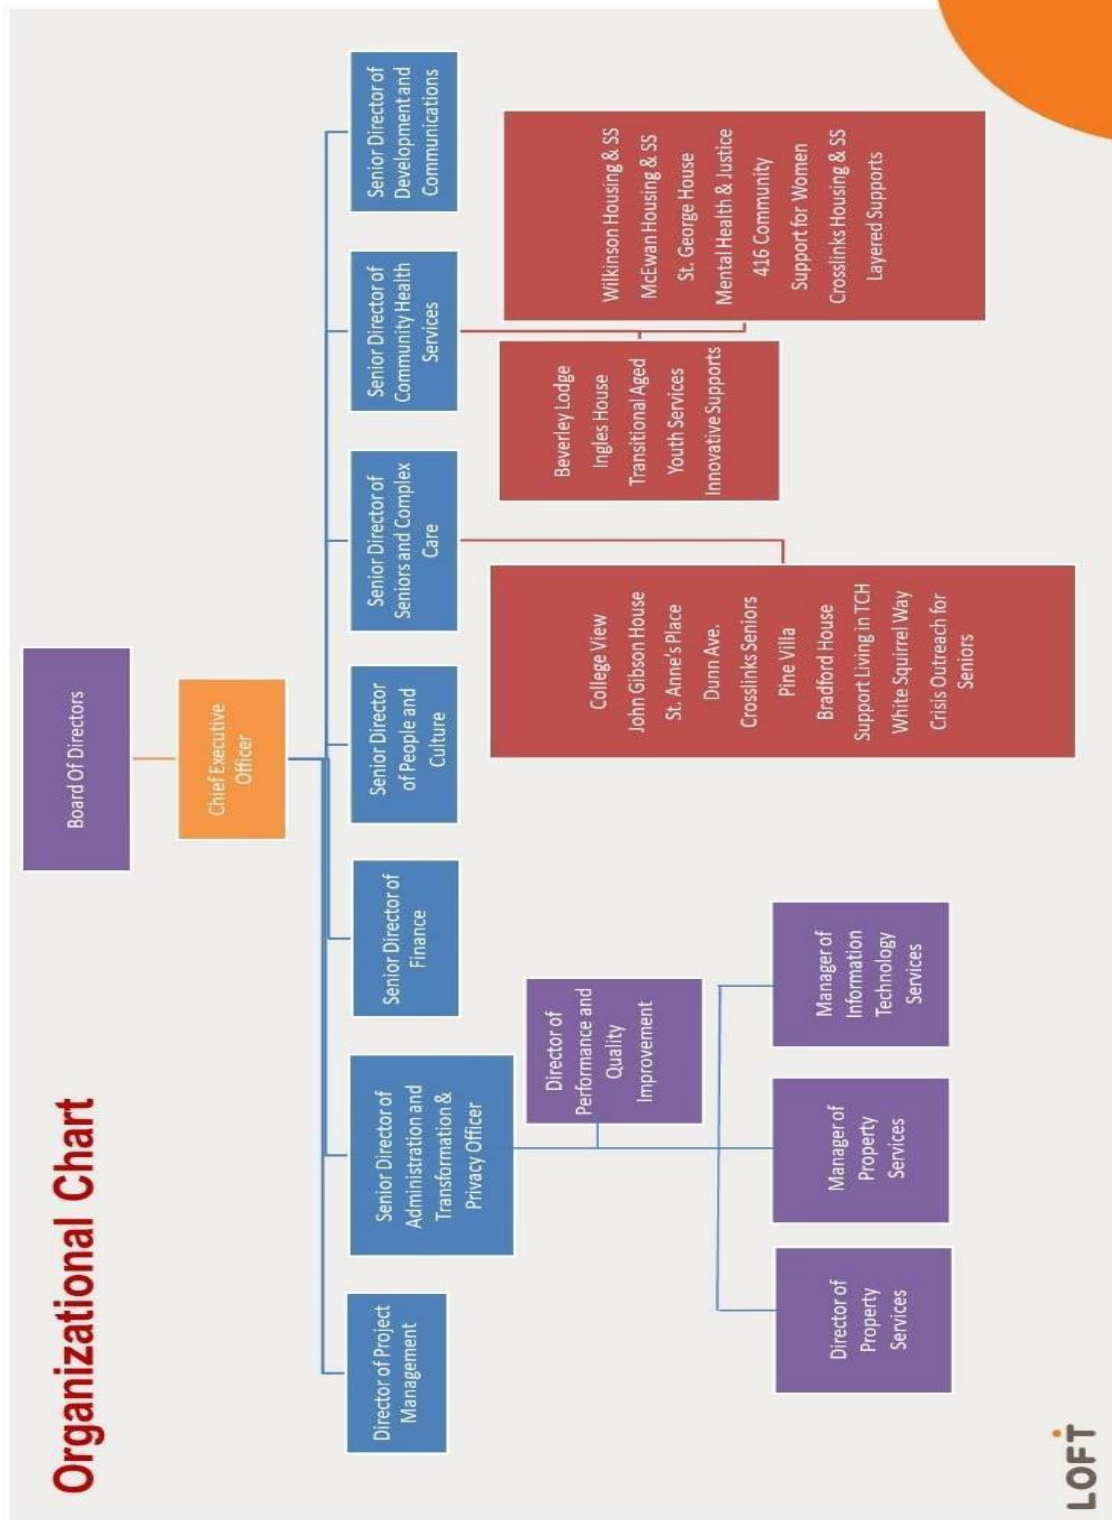 Organizational Chart
Board Of Directors
Chief Executive
Officer
Director of Project
Management
Senior Director of
Administration and
Transformation &
Privacy Officer
Senior Director of
Finance
Senior Director
of People and
Culture
Senior Director of
Seniors and Complex
Care
Senior Director of
Community Health
Services
Senior Director of
Development and
Communications
Director of
Performance and
Quality
Improvement
Director of
Property
Services
Manager of
Property
Services
Manager of
Information
Technology
Services
College View
John Gibson House
St. Anne's Place
Dunn Ave.
Crosslinks Seniors
Pine Villa
Bradford House
Support Living in TCH
White Squirrel Way
Crisis Outreach for
Seniors
Beverley Lodge
Ingles House
Transitional Aged
Youth Services
Innovative Supports
Wilkinson Housing & SS
McEwan Housing & SS
St. George House
Mental Health & Justice
416 Community
Support for Women
Crosslinks Housing & SS
Layered Supports
LOFT